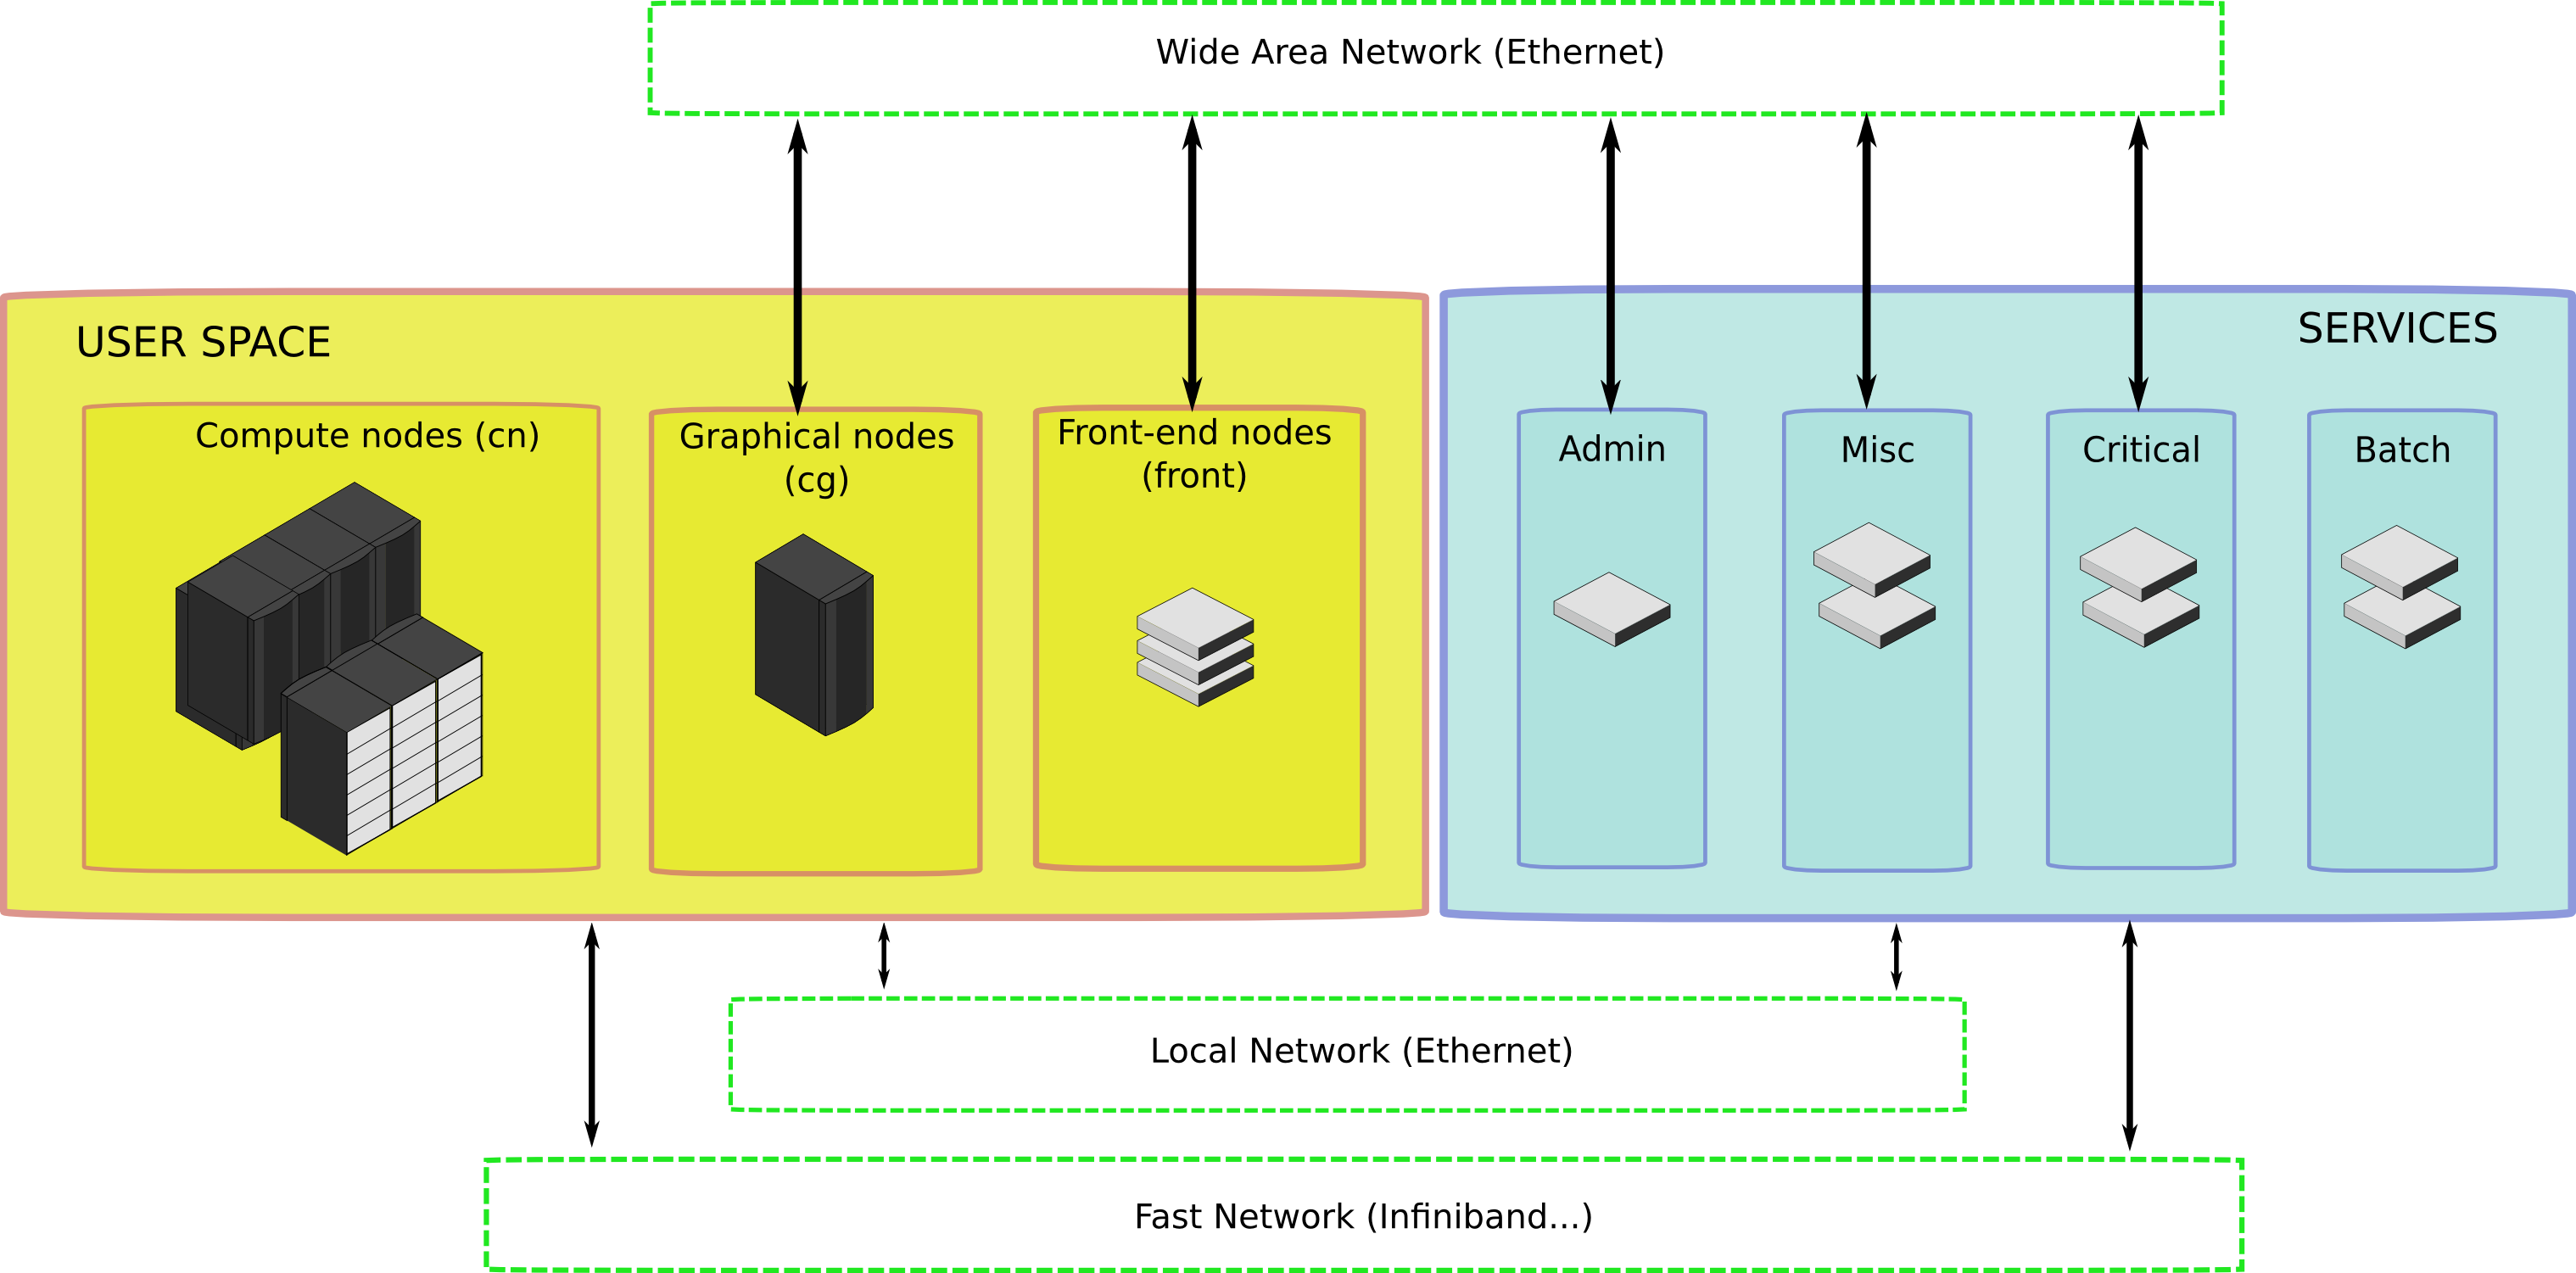 Wide Area Network (Ethernet)
USER SPACE
SERVICES
Compute nodes (cn)
Graphical nodes
(cg)
Front-end nodes
(front)
Admin
Misc
Critical
Batch
Local Network (Ethernet)
Fast Network (Infiniband...)